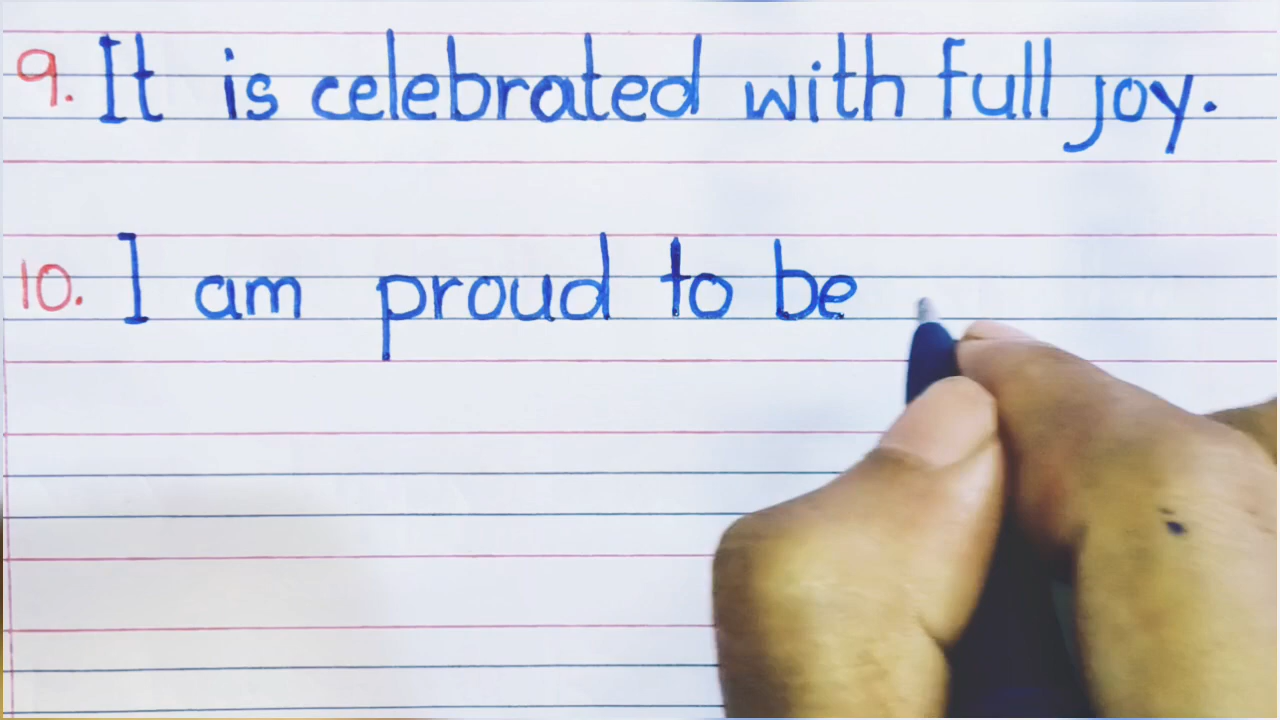 9. It is celebrated with full joy.
10. I am proud to be